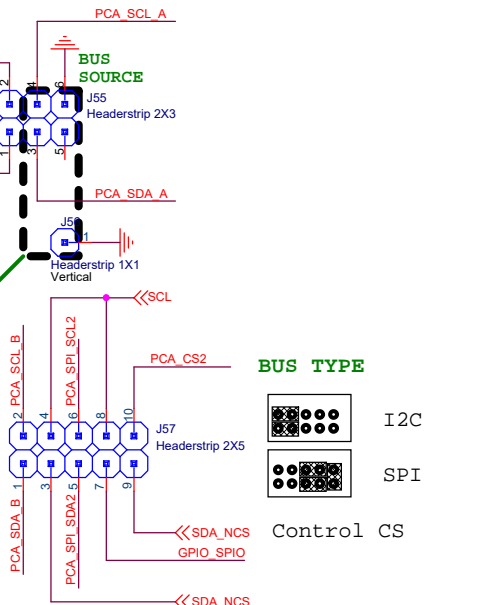 PCA_SCL_A
BUS
SOURCE
2
4
6
J55
Headerstrip 2X3
1
3
5
PCA_SDA_A
1
Headerstrip 1X1
Vertical
SCL
PCA_SCL_B
PCA_SPI_SCL2
PCA_CS2
BUS TYPE
2
4
6
8
10
J57
Headerstrip 2X5
I2C
1
3
5
7
9
SPI
PCA_SDA_B
PCA_SPI_SDA2
SDA_NCS
Control CS
GPIO_SPIO
SDA_NCS